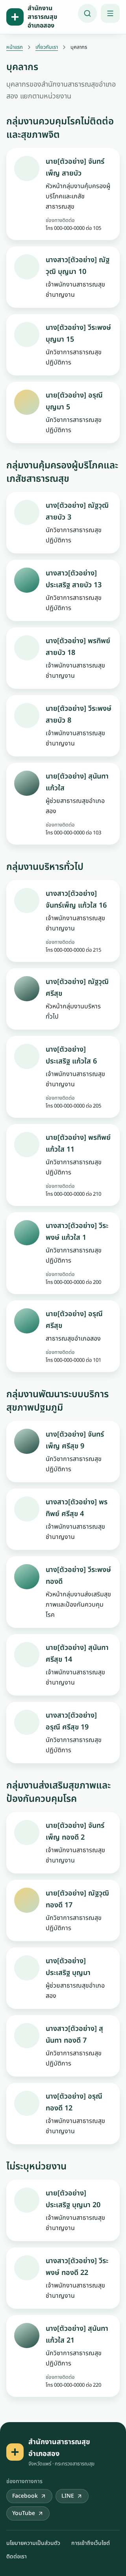 สำนักงานสาธารณสุขอำเภอกลาง
หน้าแรก › เกี่ยวกับเรา › บุคลากร
บุคลากร
บุคลากรของสำนักงานสาธารณสุขอำเภอสอง แยกตามหน่วยงาน
กลุ่มงานควบคุมโรคไม่ติดต่อและสุขภาพจิต
นาย[ตัวอย่าง] จันทร์เพ็ญ สายบัว
หัวหน้ากลุ่มงานคุ้มครองผู้บริโภคและเภสัชสาธารณสุข
ช่องทางติดต่อ
โทร 000-000-0000 ต่อ 105
นางสาว[ตัวอย่าง] ณัฐวุฒิ บุญมา 10
เจ้าพนักงานสาธารณสุขชำนาญงาน
นาย[ตัวอย่าง] วีระพงษ์ บุญมา 15
นักวิชาการสาธารณสุขปฏิบัติการ
นาย[ตัวอย่าง] อรุณี บุญมา 5
นักวิชาการสาธารณสุขปฏิบัติการ
กลุ่มงานคุ้มครองผู้บริโภคและเภสัชสาธารณสุข
นาย[ตัวอย่าง] ณัฐวุฒิ สายบัว 3
นักวิชาการสาธารณสุขปฏิบัติการ
นางสาว[ตัวอย่าง] ประเสริฐ สายบัว 13
นักวิชาการสาธารณสุขปฏิบัติการ
นาย[ตัวอย่าง] พรทิพย์ สายบัว 18
เจ้าพนักงานสาธารณสุขชำนาญงาน
นาย[ตัวอย่าง] วีระพงษ์ สายบัว 8
เจ้าพนักงานสาธารณสุขชำนาญงาน
นาย[ตัวอย่าง] สุนันทา แก้วใส
ผู้ช่วยสาธารณสุขอำเภอสอง
ช่องทางติดต่อ
โทร 000-000-0000 ต่อ 103
กลุ่มงานบริหารทั่วไป
นางสาว[ตัวอย่าง] จันทร์เพ็ญ แก้วใส 16
เจ้าพนักงานสาธารณสุขชำนาญงาน
ช่องทางติดต่อ
โทร 000-000-0000 ต่อ 215
นาย[ตัวอย่าง] ณัฐวุฒิ ศรีสุข
หัวหน้ากลุ่มงานบริหารทั่วไป
นาง[ตัวอย่าง] ประเสริฐ แก้วใส 6
เจ้าพนักงานสาธารณสุขชำนาญงาน
ช่องทางติดต่อ
โทร 000-000-0000 ต่อ 205
นาย[ตัวอย่าง] พรทิพย์ แก้วใส 11
นักวิชาการสาธารณสุขปฏิบัติการ
ช่องทางติดต่อ
โทร 000-000-0000 ต่อ 210
นางสาว[ตัวอย่าง] วีระพงษ์ แก้วใส 1
นักวิชาการสาธารณสุขปฏิบัติการ
ช่องทางติดต่อ
โทร 000-000-0000 ต่อ 200
นาย[ตัวอย่าง] อรุณี ศรีสุข
สาธารณสุขอำเภอสอง
ช่องทางติดต่อ
โทร 000-000-0000 ต่อ 101
กลุ่มงานพัฒนาระบบบริการสุขภาพปฐมภูมิ
นาย[ตัวอย่าง] จันทร์เพ็ญ ศรีสุข 9
นักวิชาการสาธารณสุขปฏิบัติการ
นางสาว[ตัวอย่าง] พรทิพย์ ศรีสุข 4
เจ้าพนักงานสาธารณสุขชำนาญงาน
นาย[ตัวอย่าง] วีระพงษ์ ทองดี
หัวหน้ากลุ่มงานส่งเสริมสุขภาพและป้องกันควบคุมโรค
นาย[ตัวอย่าง] สุนันทา ศรีสุข 14
เจ้าพนักงานสาธารณสุขชำนาญงาน
นางสาว[ตัวอย่าง] อรุณี ศรีสุข 19
นักวิชาการสาธารณสุขปฏิบัติการ
กลุ่มงานส่งเสริมสุขภาพและป้องกันควบคุมโรค
นาย[ตัวอย่าง] จันทร์เพ็ญ ทองดี 2
เจ้าพนักงานสาธารณสุขชำนาญงาน
นาย[ตัวอย่าง] ณัฐวุฒิ ทองดี 17
นักวิชาการสาธารณสุขปฏิบัติการ
นาง[ตัวอย่าง] ประเสริฐ บุญมา
ผู้ช่วยสาธารณสุขอำเภอสอง
นางสาว[ตัวอย่าง] สุนันทา ทองดี 7
นักวิชาการสาธารณสุขปฏิบัติการ
นาย[ตัวอย่าง] อรุณี ทองดี 12
เจ้าพนักงานสาธารณสุขชำนาญงาน
ไม่ระบุหน่วยงาน
นาย[ตัวอย่าง] ประเสริฐ บุญมา 20
เจ้าพนักงานสาธารณสุขชำนาญงาน
นางสาว[ตัวอย่าง] วีระพงษ์ ทองดี 22
เจ้าพนักงานสาธารณสุขชำนาญงาน
นาย[ตัวอย่าง] สุนันทา แก้วใส 21
นักวิชาการสาธารณสุขปฏิบัติการ
ช่องทางติดต่อ
โทร 000-000-0000 ต่อ 220
สำนักงานสาธารณสุขอำเภอสอง
ช่องทางทางการ
Facebook ↗ LINE ↗
YouTube ↗
นโยบายความเป็นส่วนตัว การเข้าถึงเว็บไซต์
ติดต่อเรา